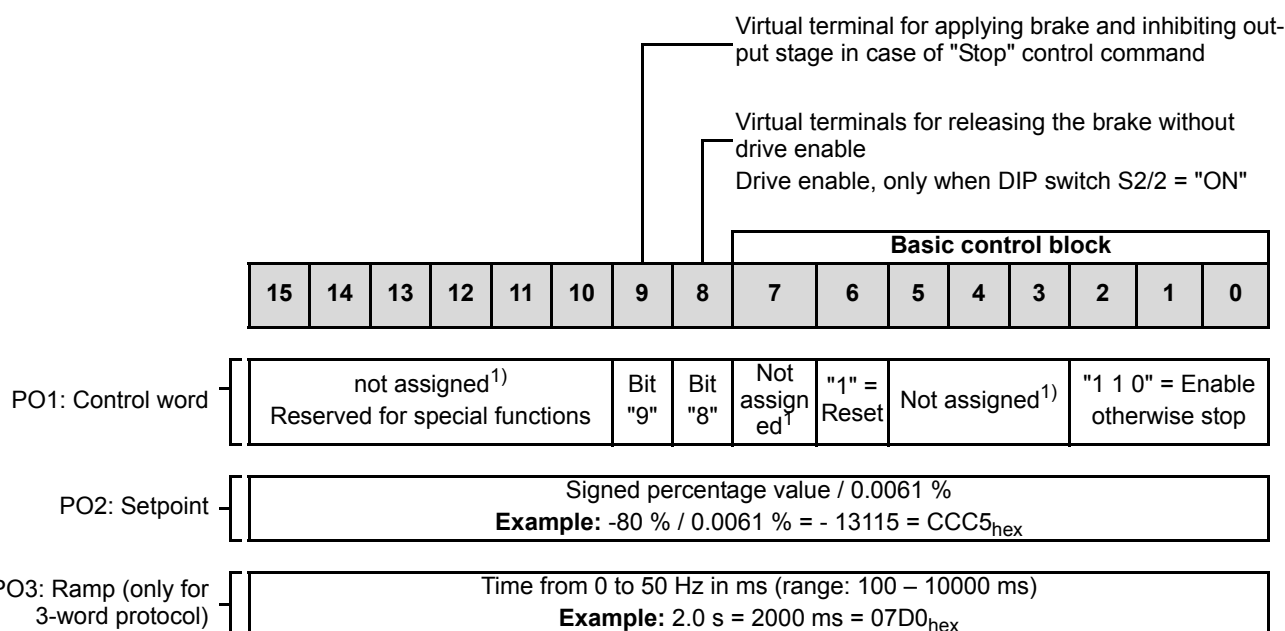 Virtual terminal for applying brake and inhibiting out-
put stage in case of "Stop" control command
Virtual terminals for releasing the brake without
drive enable
Drive enable, only when DIP switch S2/2 = "ON"
Basic control block
15 14 13 12 11 10 9 8 7 6 5 4 3 2 1 0
PO1: Control word
not assigned1)
Reserved for special functions
Bit
"9"
Bit
"8"
Not
assign
ed1
"1" =
Reset
Not assigned1)
"1 1 0" = Enable
otherwise stop
PO2: Setpoint
Signed percentage value / 0.0061 %
Example: -80 % / 0.0061 % = - 13115 = CCC5hex
PO3: Ramp (only for
3-word protocol)
Time from 0 to 50 Hz in ms (range: 100 – 10000 ms)
Example: 2.0 s = 2000 ms = 07D0hex